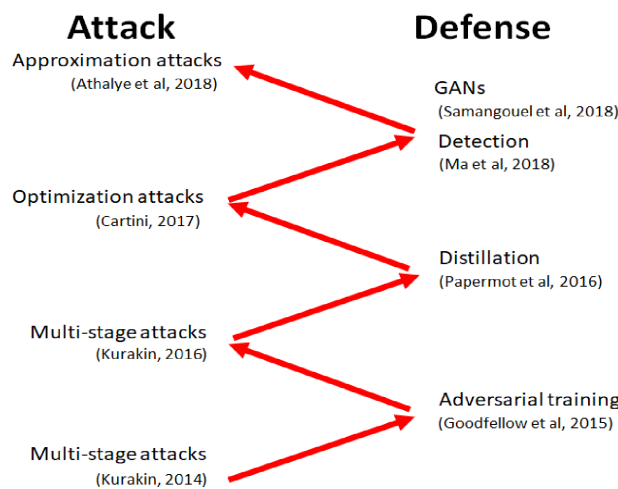 Attack
Defense
Approximation attacks
(Athalye et al, 2018)
GANs
(Samangouel et al, 2018)
Detection
(Ma et al, 2018)
Optimization attacks
(Cartini, 2017)
Distillation
(Papermot et al, 2016)
Multi-stage attacks
(Kurakin, 2016)
Adversarial training
(Goodfellow et al, 2015)
Multi-stage attacks
(Kurakin, 2014)